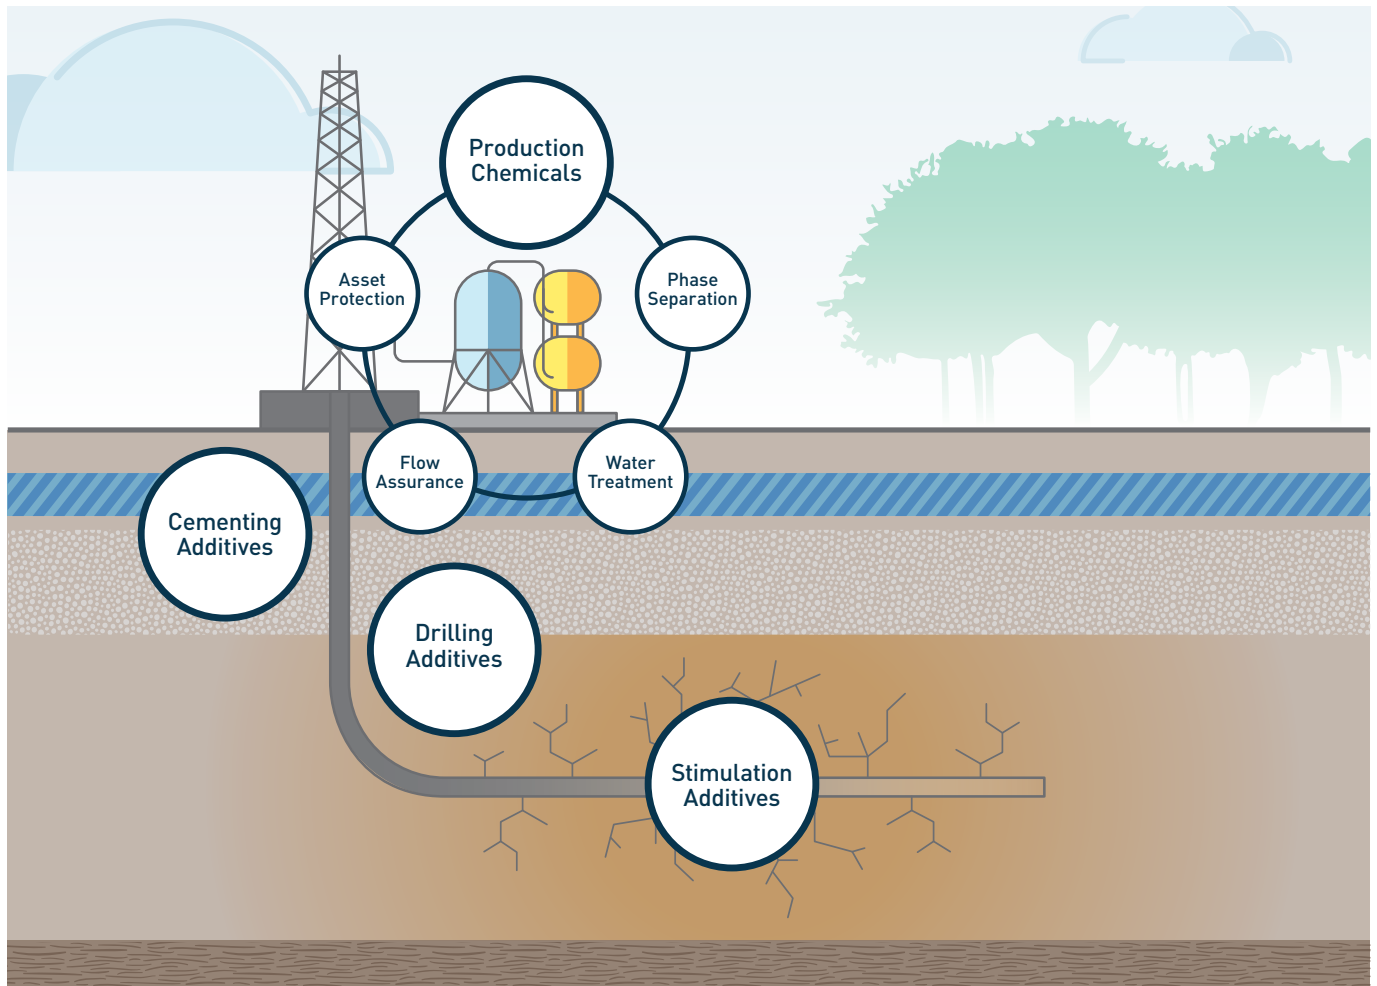 Production
Chemicals
Asset
Protection
Phase
Separation
Flow
Assurance
Water
Treatment
Cementing
Additives
Drilling
Additives
Stimulation
Additives